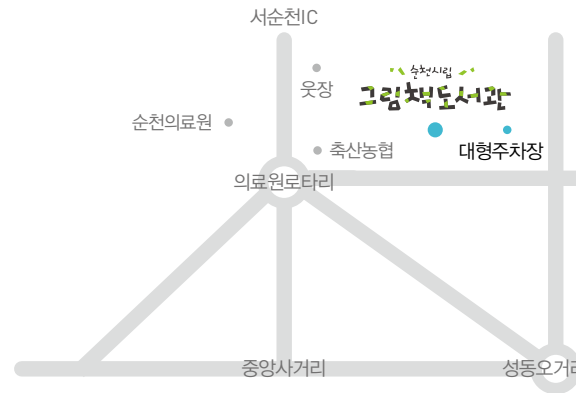 서순천IC
웃장
순천시립
그림책도서관
순천의료원
축산농협
대형주차장
의료원로타리
중앙사거리
성동오거리